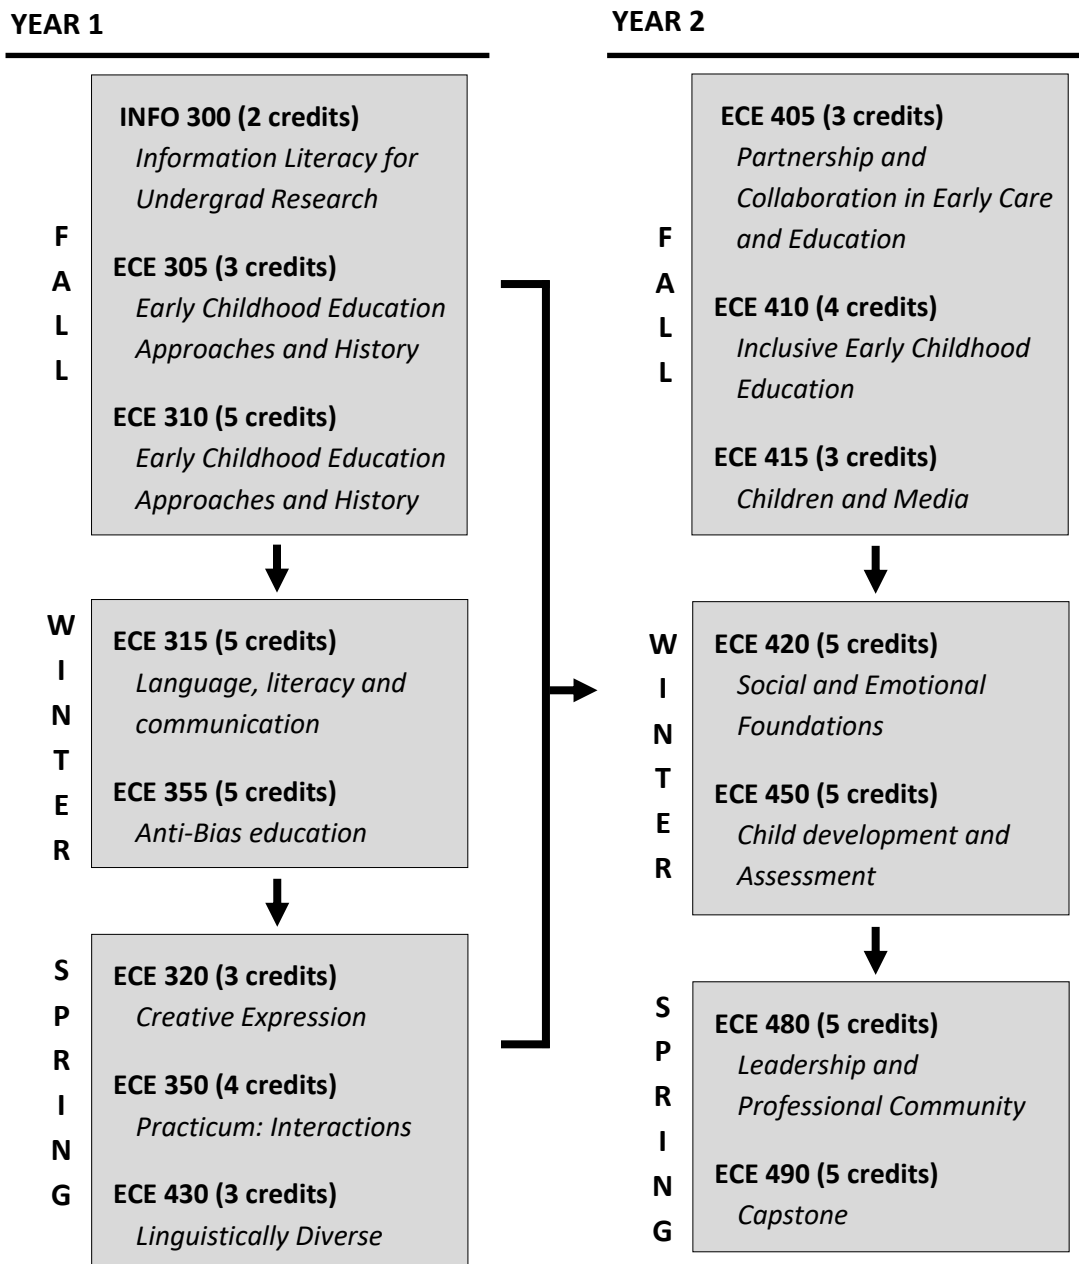 YEAR 1
FALL
INFO 300 (2 credits)
Information Literacy for
Undergrad Research
ECE 305 (3 credits)
Early Childhood Education
Approaches and History
ECE 310 (5 credits)
Early Childhood Education
Approaches and History
WINTER
ECE 315 (5 credits)
Language, literacy and
communication
ECE 355 (5 credits)
Anti-Bias education
SPRING
ECE 320 (3 credits)
Creative Expression
ECE 350 (4 credits)
Practicum: Interactions
ECE 430 (3 credits)
Linguistically Diverse
YEAR 2
FALL
ECE 405 (3 credits)
Partnership and
Collaboration in Early Care
and Education
ECE 410 (4 credits)
Inclusive Early Childhood
Education
ECE 415 (3 credits)
Children and Media
WINTER
ECE 420 (5 credits)
Social and Emotional
Foundations
ECE 450 (5 credits)
Child development and
Assessment
SPRING
ECE 480 (5 credits)
Leadership and
Professional Community
ECE 490 (5 credits)
Capstone